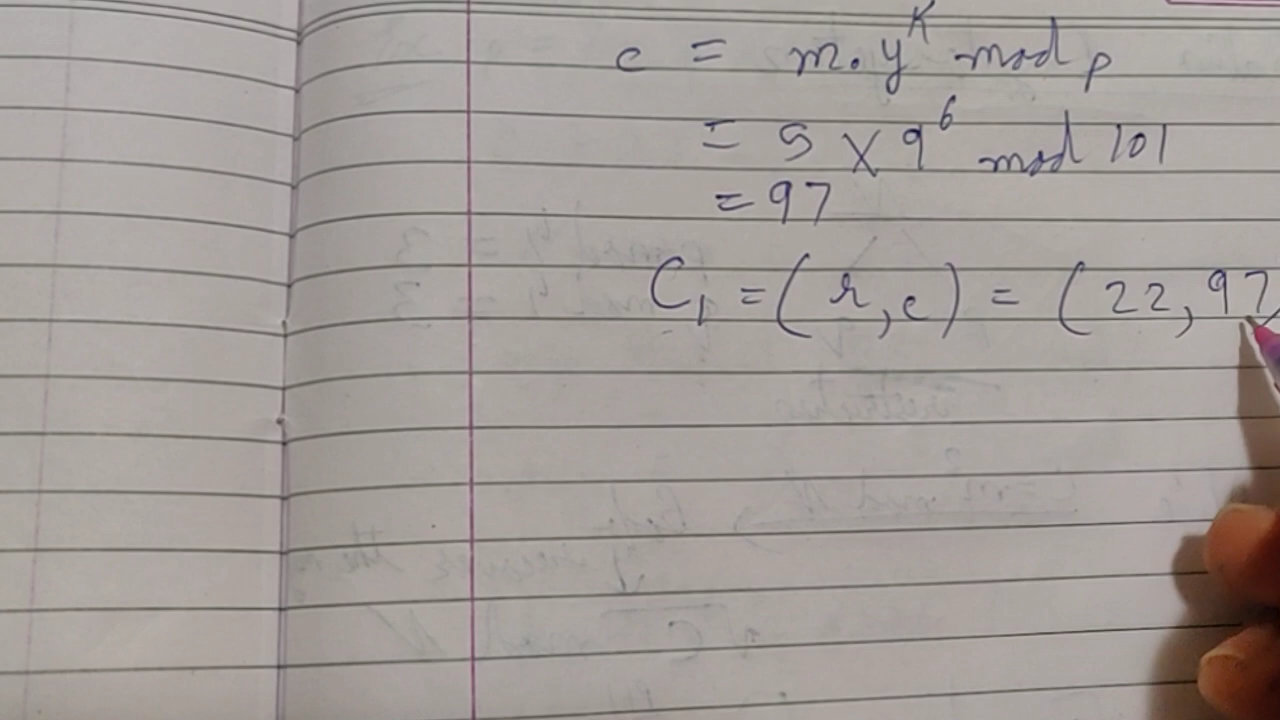 c = m.y^k mod p
= 5 X 9^6 mod 101
= 97
C₁ = (r,c) = (22,97)